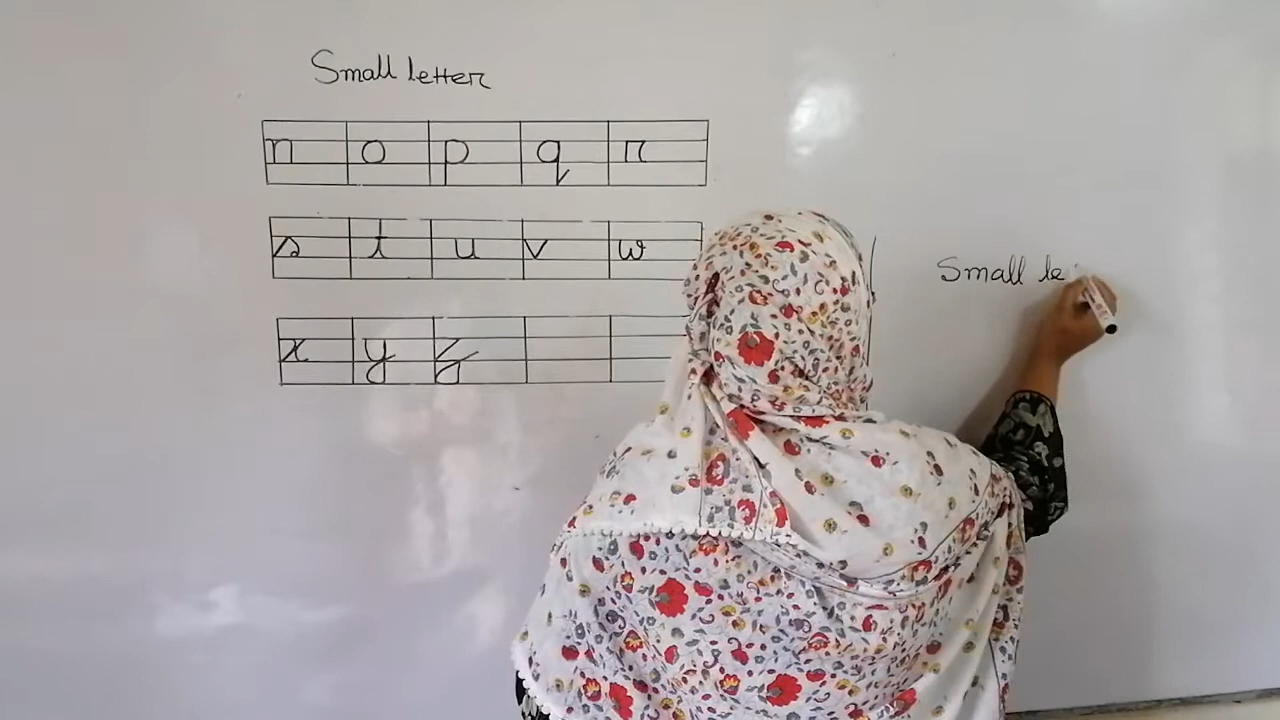 Small letter
n o p q r
s t u v w
x y z
Small le